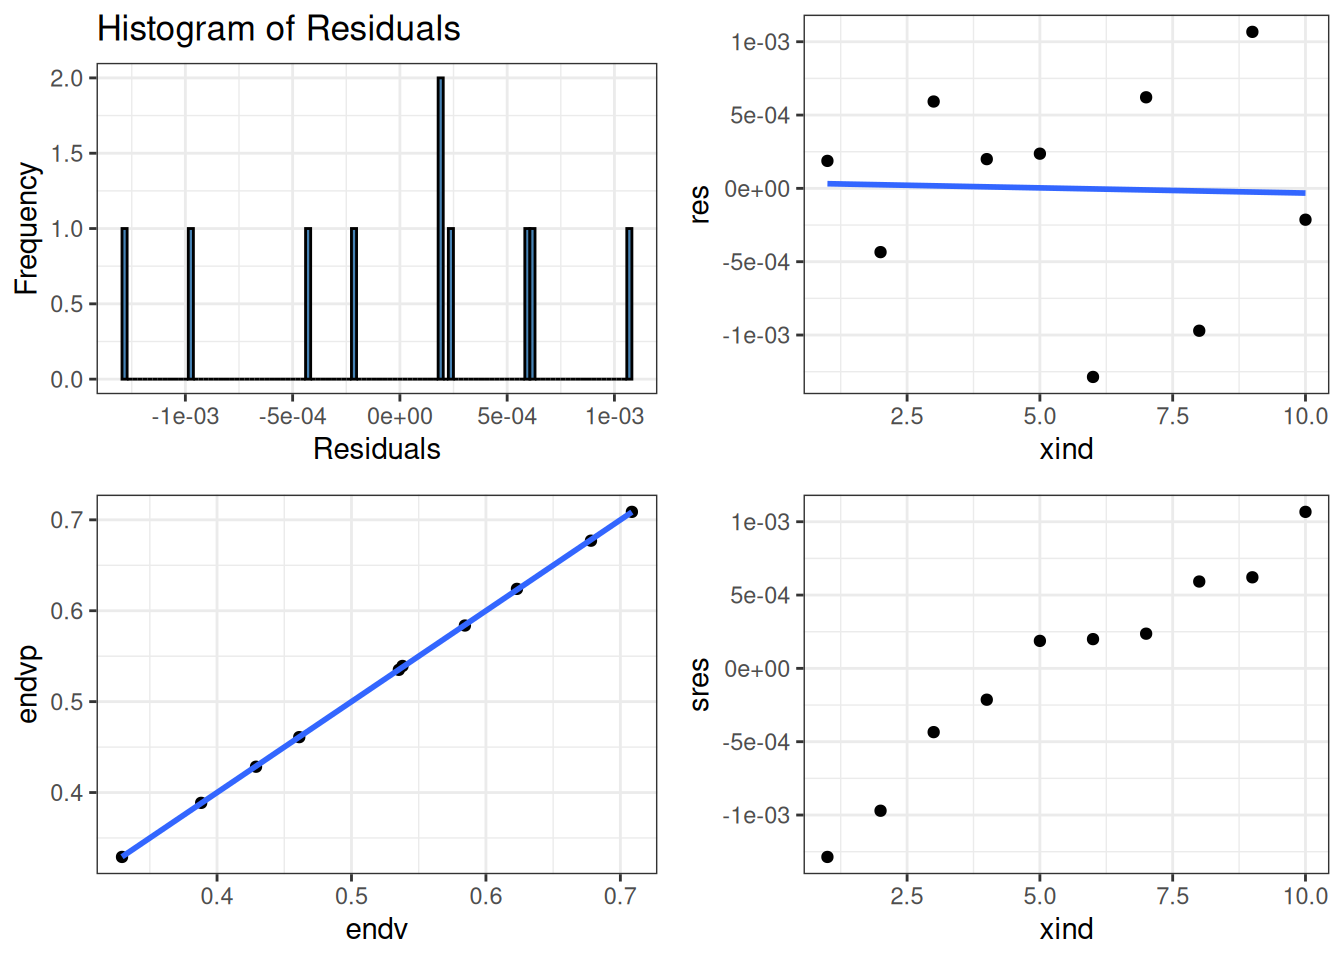 Histogram of Residuals
2.0
1.5
1.0
0.5
0.0
Frequency
-1e-03 -5e-04 0e+00 5e-04 1e-03
Residuals
1e-03
5e-04
0e+00
-5e-04
-1e-03
res
2.5 5.0 7.5 10.0
xind
0.7
0.6
0.5
0.4
endvp
0.4 0.5 0.6 0.7
endv
1e-03
5e-04
0e+00
-5e-04
-1e-03
sres
2.5 5.0 7.5 10.0
xind